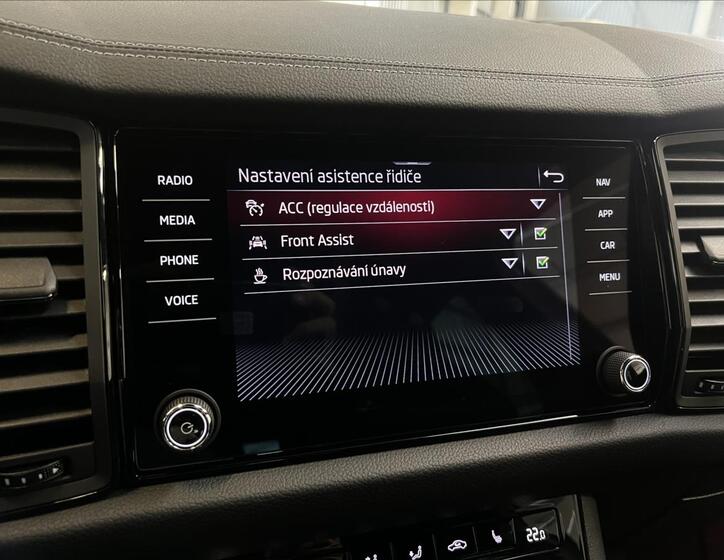 Nastavení asistence řidiče
ACC (regulace vzdálenosti)
Front Assist
Rozpoznávání únavy
RADIO
MEDIA
PHONE
VOICE
NAV
APP
CAR
MENU
22.0